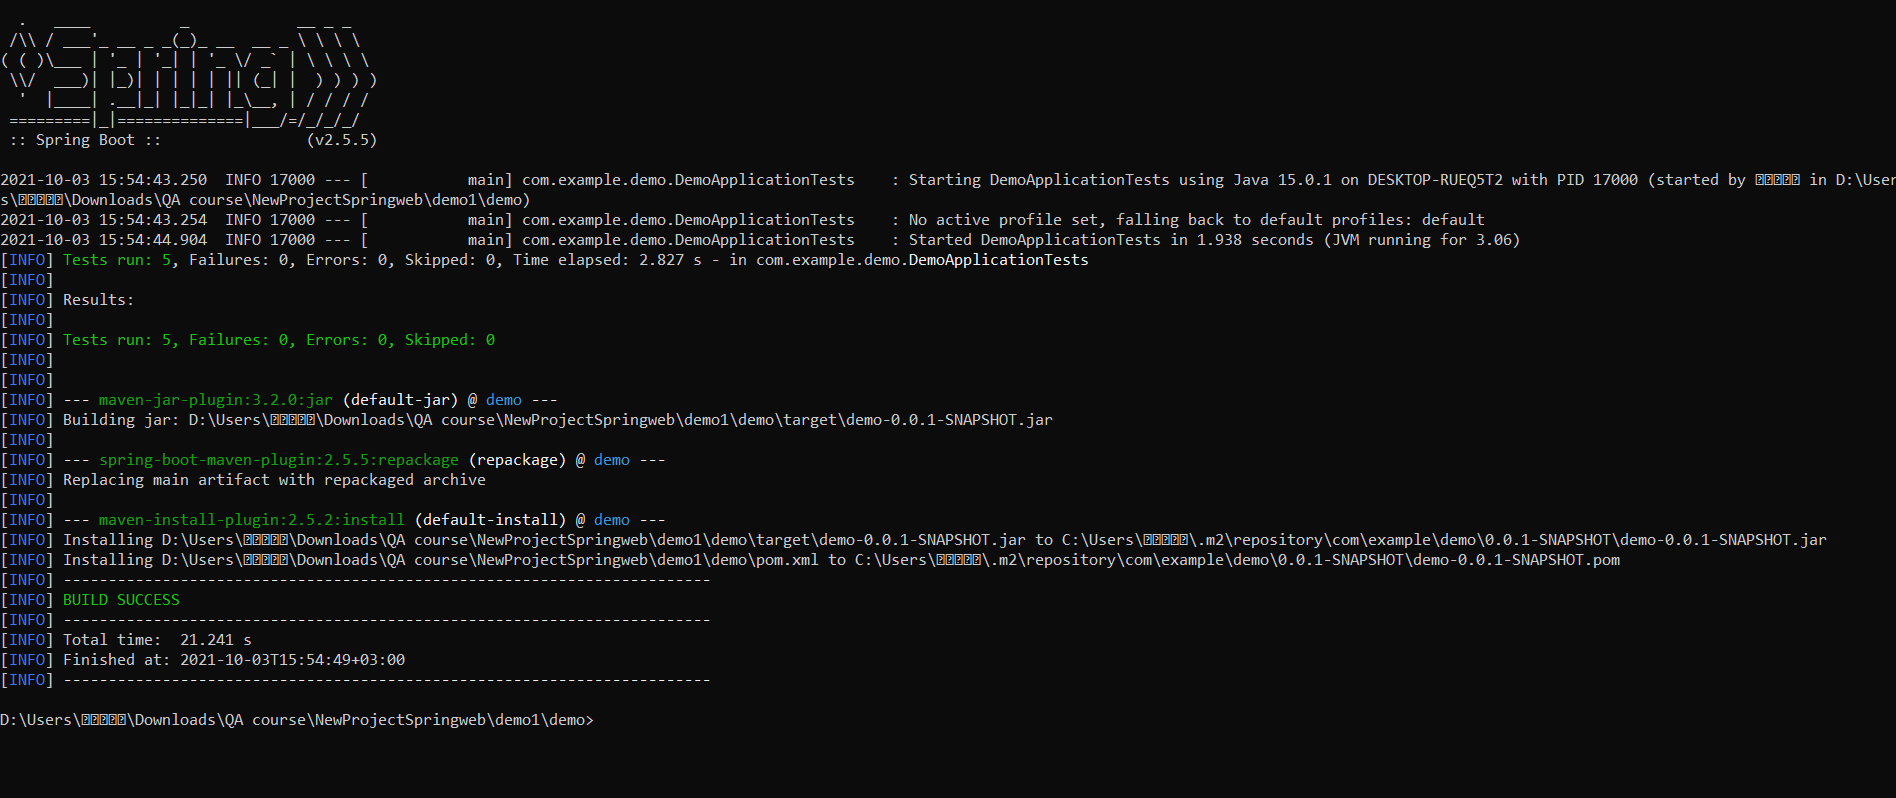 .   ____          _            __ _ _
 /\\ / ___'_ __ _ _(_)_ __  __ _ \ \ \ \
( ( )\___ | '_ | '_| | '_ \/ _` | \ \ \ \
 \\/  ___)| |_)| | | | | || (_| |  ) ) ) )
  '  |____| .__|_| |_|_| |_\__, | / / / /
 =========|_|==============|___/=/_/_/_/
 :: Spring Boot ::                (v2.5.5)
2021-10-03 15:54:43.250  INFO 17000 --- [           main] com.example.demo.DemoApplicationTests    : Starting DemoApplicationTests using Java 15.0.1 on DESKTOP-RUEQ5T2 with PID 17000 (started by in D:\User
s\\Downloads\QA course\NewProjectSpringweb\demo1\demo)
2021-10-03 15:54:43.254  INFO 17000 --- [           main] com.example.demo.DemoApplicationTests    : No active profile set, falling back to default profiles: default
2021-10-03 15:54:44.904  INFO 17000 --- [           main] com.example.demo.DemoApplicationTests    : Started DemoApplicationTests in 1.938 seconds (JVM running for 3.06)
[INFO] Tests run: 5, Failures: 0, Errors: 0, Skipped: 0, Time elapsed: 2.827 s - in com.example.demo.DemoApplicationTests
[INFO]
[INFO] Results:
[INFO]
[INFO] Tests run: 5, Failures: 0, Errors: 0, Skipped: 0
[INFO]
[INFO]
[INFO] --- maven-jar-plugin:3.2.0:jar (default-jar) @ demo ---
[INFO] Building jar: D:\Users\\Downloads\QA course\NewProjectSpringweb\demo1\demo\target\demo-0.0.1-SNAPSHOT.jar
[INFO]
[INFO] --- spring-boot-maven-plugin:2.5.5:repackage (repackage) @ demo ---
[INFO] Replacing main artifact with repackaged archive
[INFO]
[INFO] --- maven-install-plugin:2.5.2:install (default-install) @ demo ---
[INFO] Installing D:\Users\\Downloads\QA course\NewProjectSpringweb\demo1\demo\target\demo-0.0.1-SNAPSHOT.jar to C:\Users\\.m2\repository\com\example\demo\0.0.1-SNAPSHOT\demo-0.0.1-SNAPSHOT.jar
[INFO] Installing D:\Users\\Downloads\QA course\NewProjectSpringweb\demo1\demo\pom.xml to C:\Users\\.m2\repository\com\example\demo\0.0.1-SNAPSHOT\demo-0.0.1-SNAPSHOT.pom
[INFO] ------------------------------------------------------------------------
[INFO] BUILD SUCCESS
[INFO] ------------------------------------------------------------------------
[INFO] Total time:  21.241 s
[INFO] Finished at: 2021-10-03T15:54:49+03:00
[INFO] ------------------------------------------------------------------------
D:\Users\\Downloads\QA course\NewProjectSpringweb\demo1\demo>